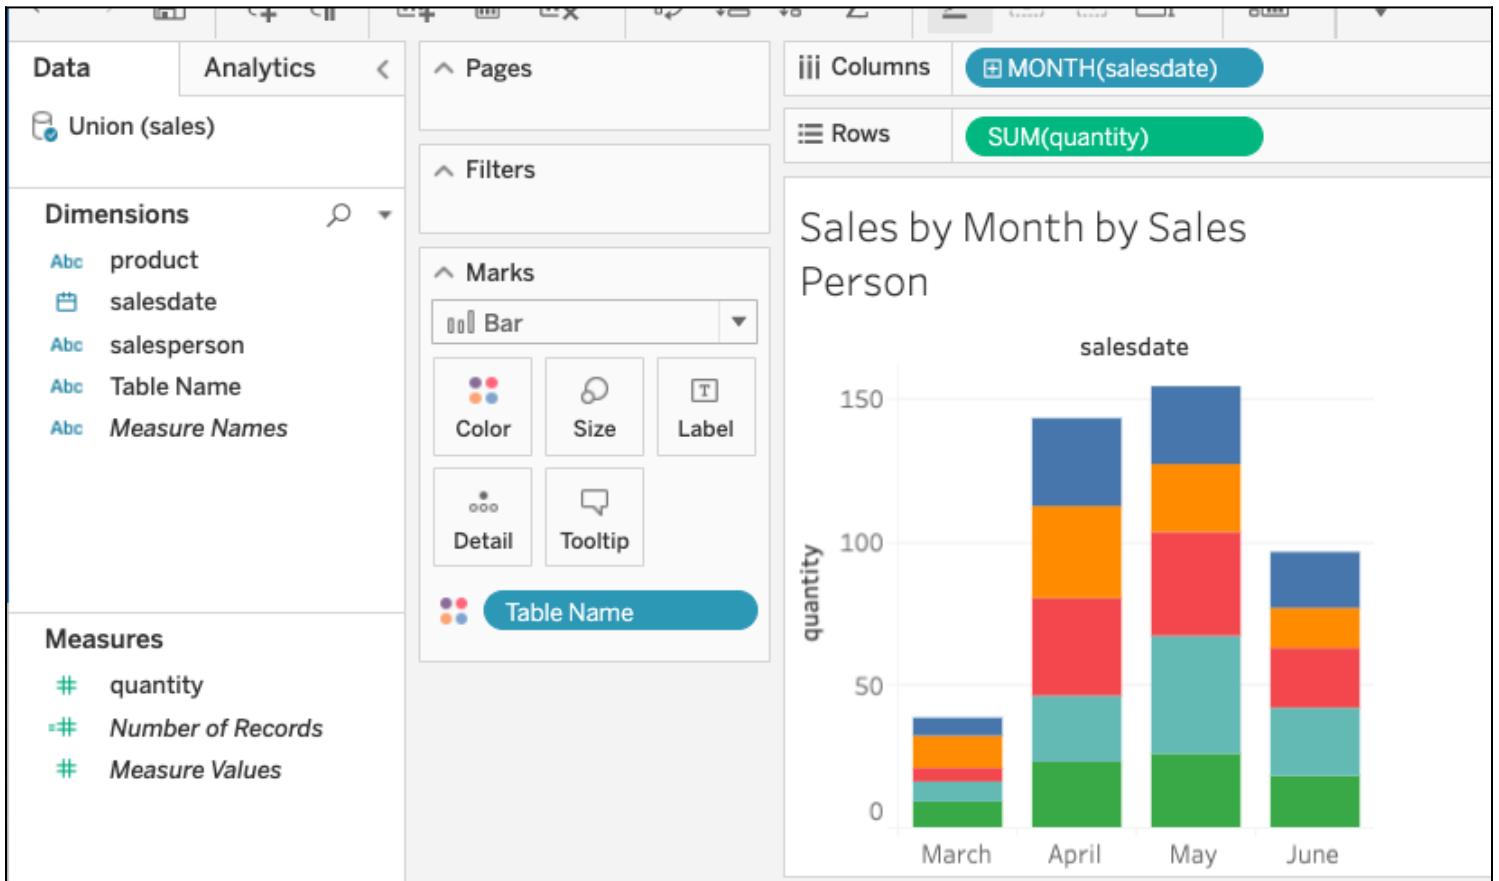 Data
Analytics
Union (sales)
Dimensions
Abc product
salesdate
Abc salesperson
Abc Table Name
Abc Measure Names
Measures
quantity
Number of Records
Measure Values
Pages
Filters
Marks
Bar
Color
Size
T
Label
Detail
Tooltip
Table Name
Columns
MONTH(salesdate)
Rows
SUM(quantity)
Sales by Month by Sales
Person
salesdate
150
100
50
0
quantity
March
April
May
June